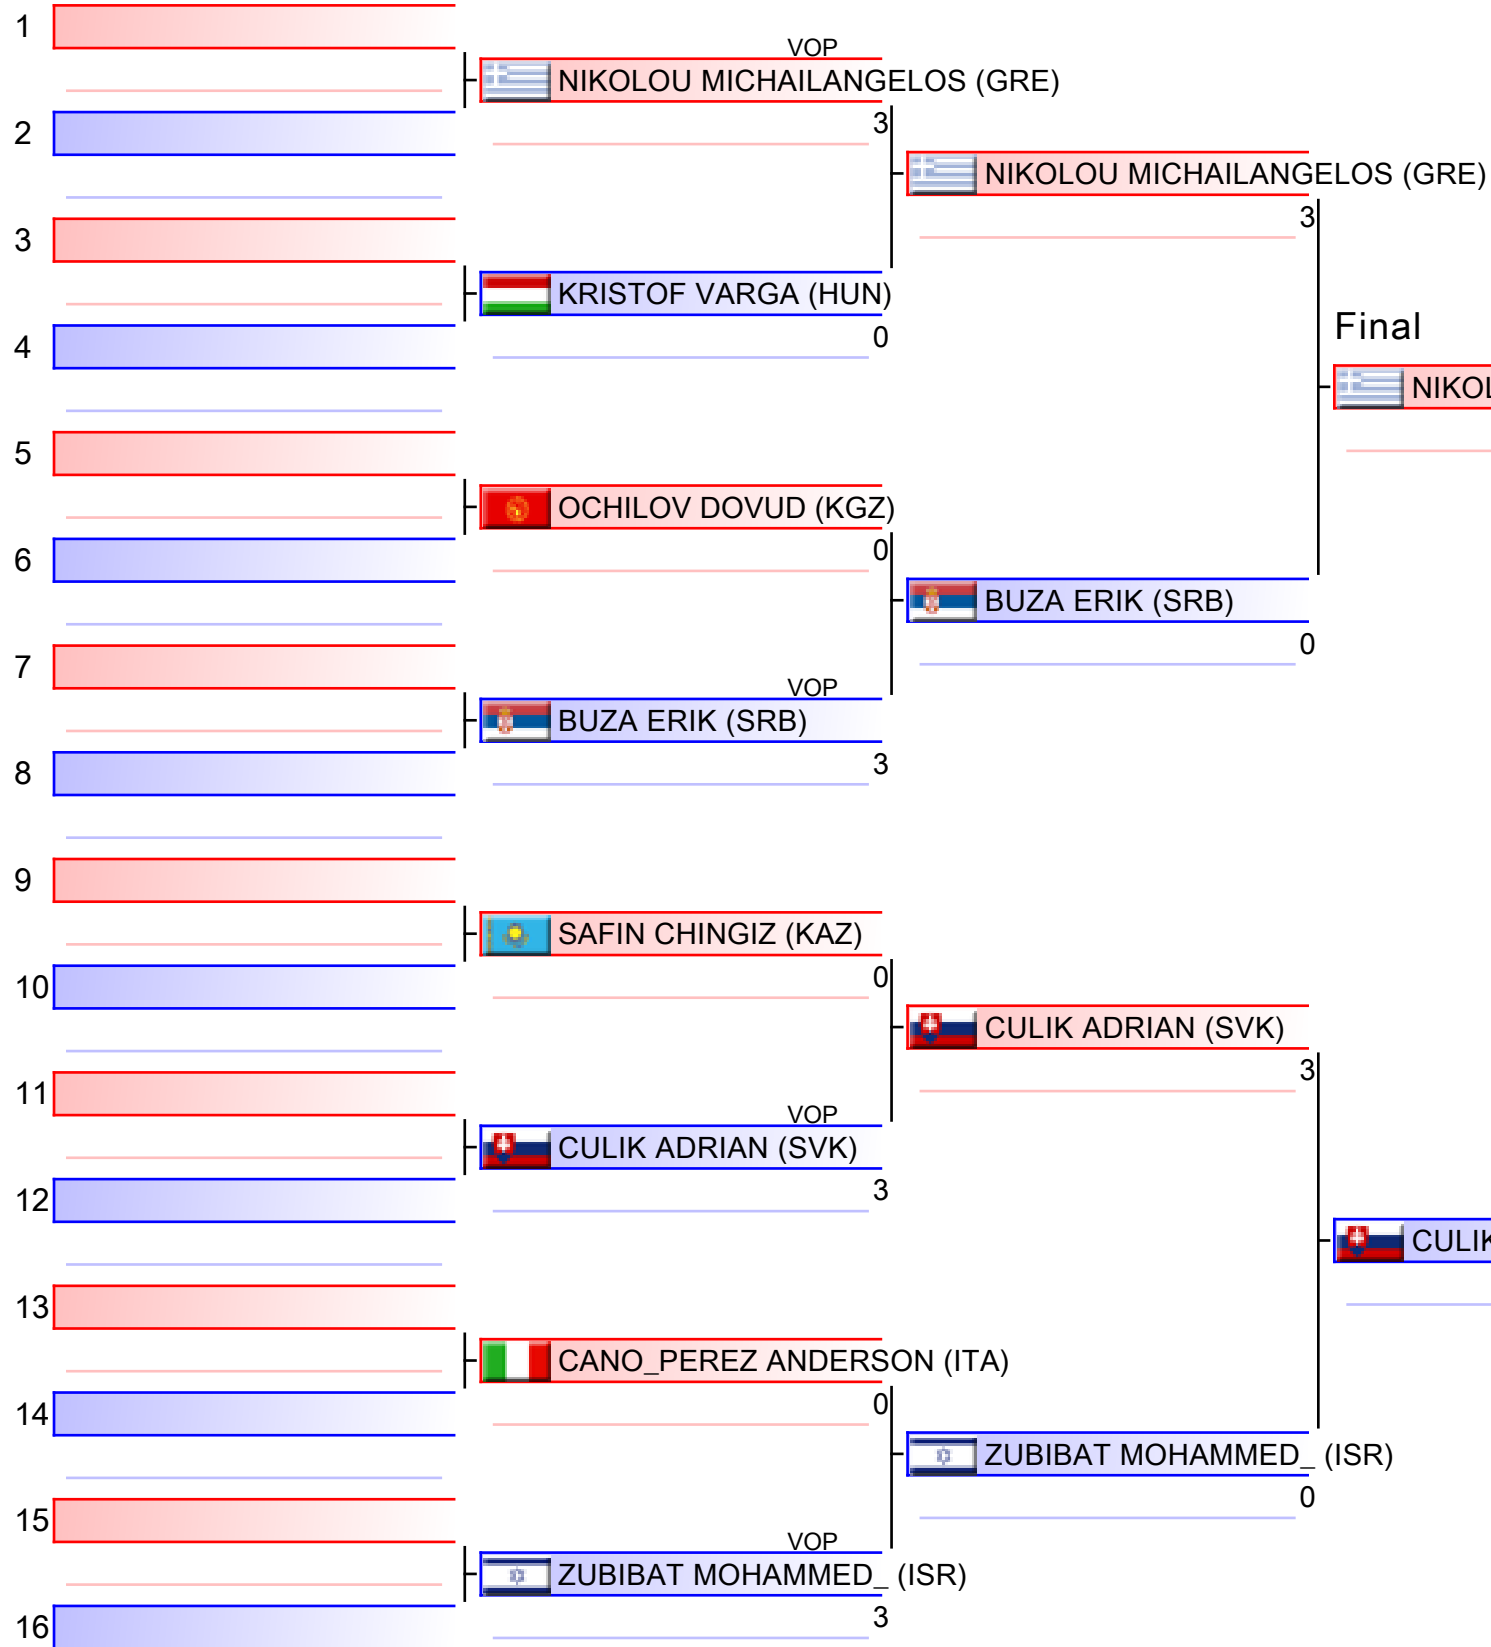 1
VOP
NIKOLOU MICHAILANGELOS (GRE)
3
2
NIKOLOU MICHAILANGELOS (GRE)
3
3
KRISTOF VARGA (HUN)
0
4
Final
NIKOL
5
OCHILOV DOVUD (KGZ)
0
6
BUZA ERIK (SRB)
0
7
VOP
BUZA ERIK (SRB)
3
8
9
SAFIN CHINGIZ (KAZ)
0
10
CULIK ADRIAN (SVK)
3
11
VOP
CULIK ADRIAN (SVK)
3
12
CULIK
13
CANO_PEREZ ANDERSON (ITA)
0
14
ZUBIBAT MOHAMMED_ (ISR)
0
15
VOP
ZUBIBAT MOHAMMED_ (ISR)
3
16